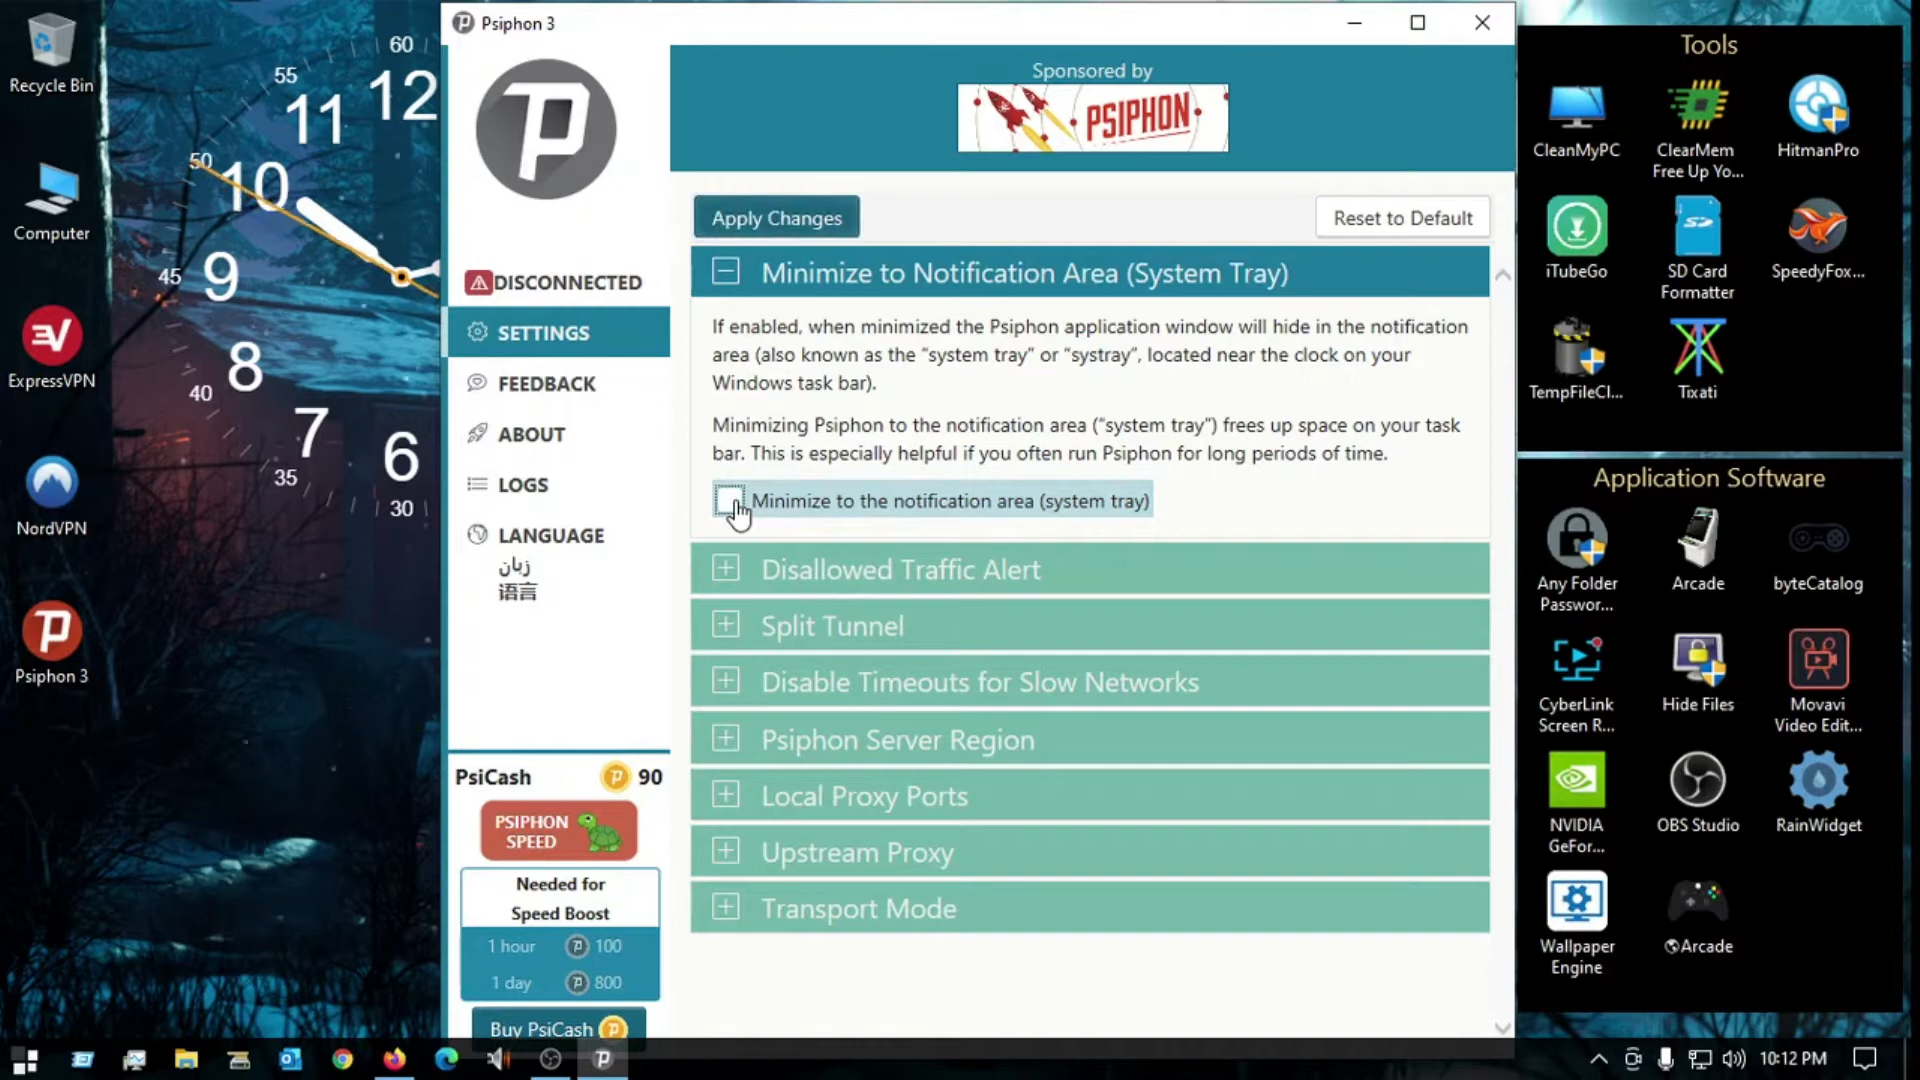 Recycle Bin
Computer
ExpressVPN
NordVPN
Psiphon 3
60
55
12
11
50
10
45
9
40
8
35
7
6
30
Psiphon 3
DISCONNECTED
SETTINGS
FEEDBACK
ABOUT
LOGS
LANGUAGE
زبان
语言
PsiCash 90
PSIPHON
SPEED
Needed for
Speed Boost
1 hour 100
1 day 800
Buy PsiCash
Sponsored by
PSIPHON
Apply Changes
Reset to Default
Minimize to Notification Area (System Tray)
If enabled, when minimized the Psiphon application window will hide in the notification
area (also known as the “system tray” or “systray”, located near the clock on your
Windows task bar).
Minimizing Psiphon to the notification area (“system tray”) frees up space on your task
bar. This is especially helpful if you often run Psiphon for long periods of time.
Minimize to the notification area (system tray)
Disallowed Traffic Alert
Split Tunnel
Disable Timeouts for Slow Networks
Psiphon Server Region
Local Proxy Ports
Upstream Proxy
Transport Mode
Tools
CleanMyPC
ClearMem
Free Up Yo...
HitmanPro
iTubeGo
SD Card
Formatter
SpeedyFox...
TempFileCl...
Tixati
Application Software
Any Folder
Passwor...
Arcade
byteCatalog
CyberLink
Screen R...
Hide Files
Movavi
Video Edit...
NVIDIA
GeFor...
OBS Studio
RainWidget
Wallpaper
Engine
Arcade
10:12 PM